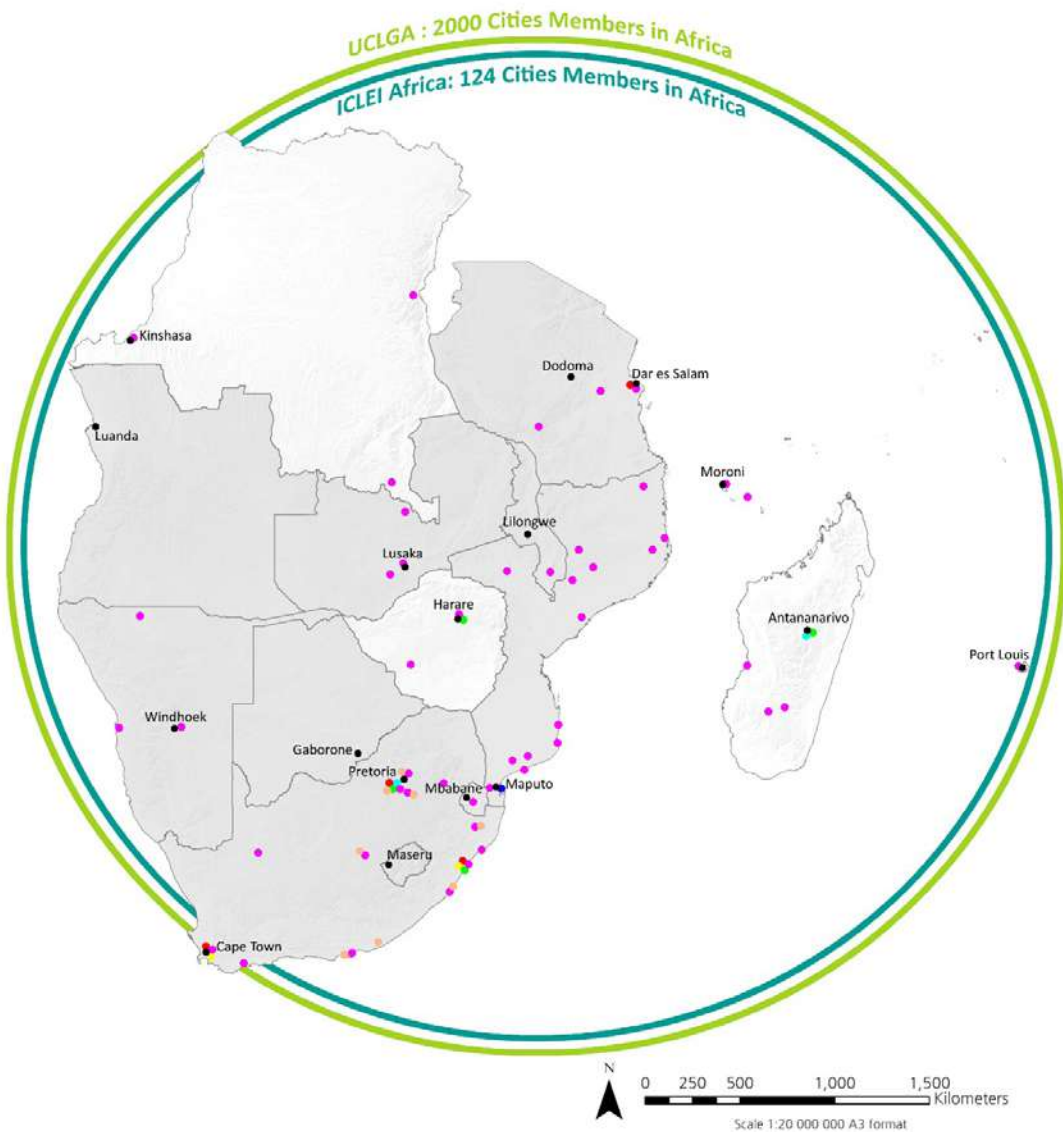 UCLGA : 2000 Cities Members in Africa
ICLEI Africa: 124 Cities Members in Africa
Kinshasa
Dodoma
Dar es Salam
Luanda
Moroni
Lilongwe
Lusaka
Harare
Antananarivo
Port Louis
Windhoek
Gaborone
Pretoria
Mbabane
Maputo
Maseru
Cape Town
N
0 250 500 1,000 1,500
Kilometers
Scale 1:20 000 000 A3 format